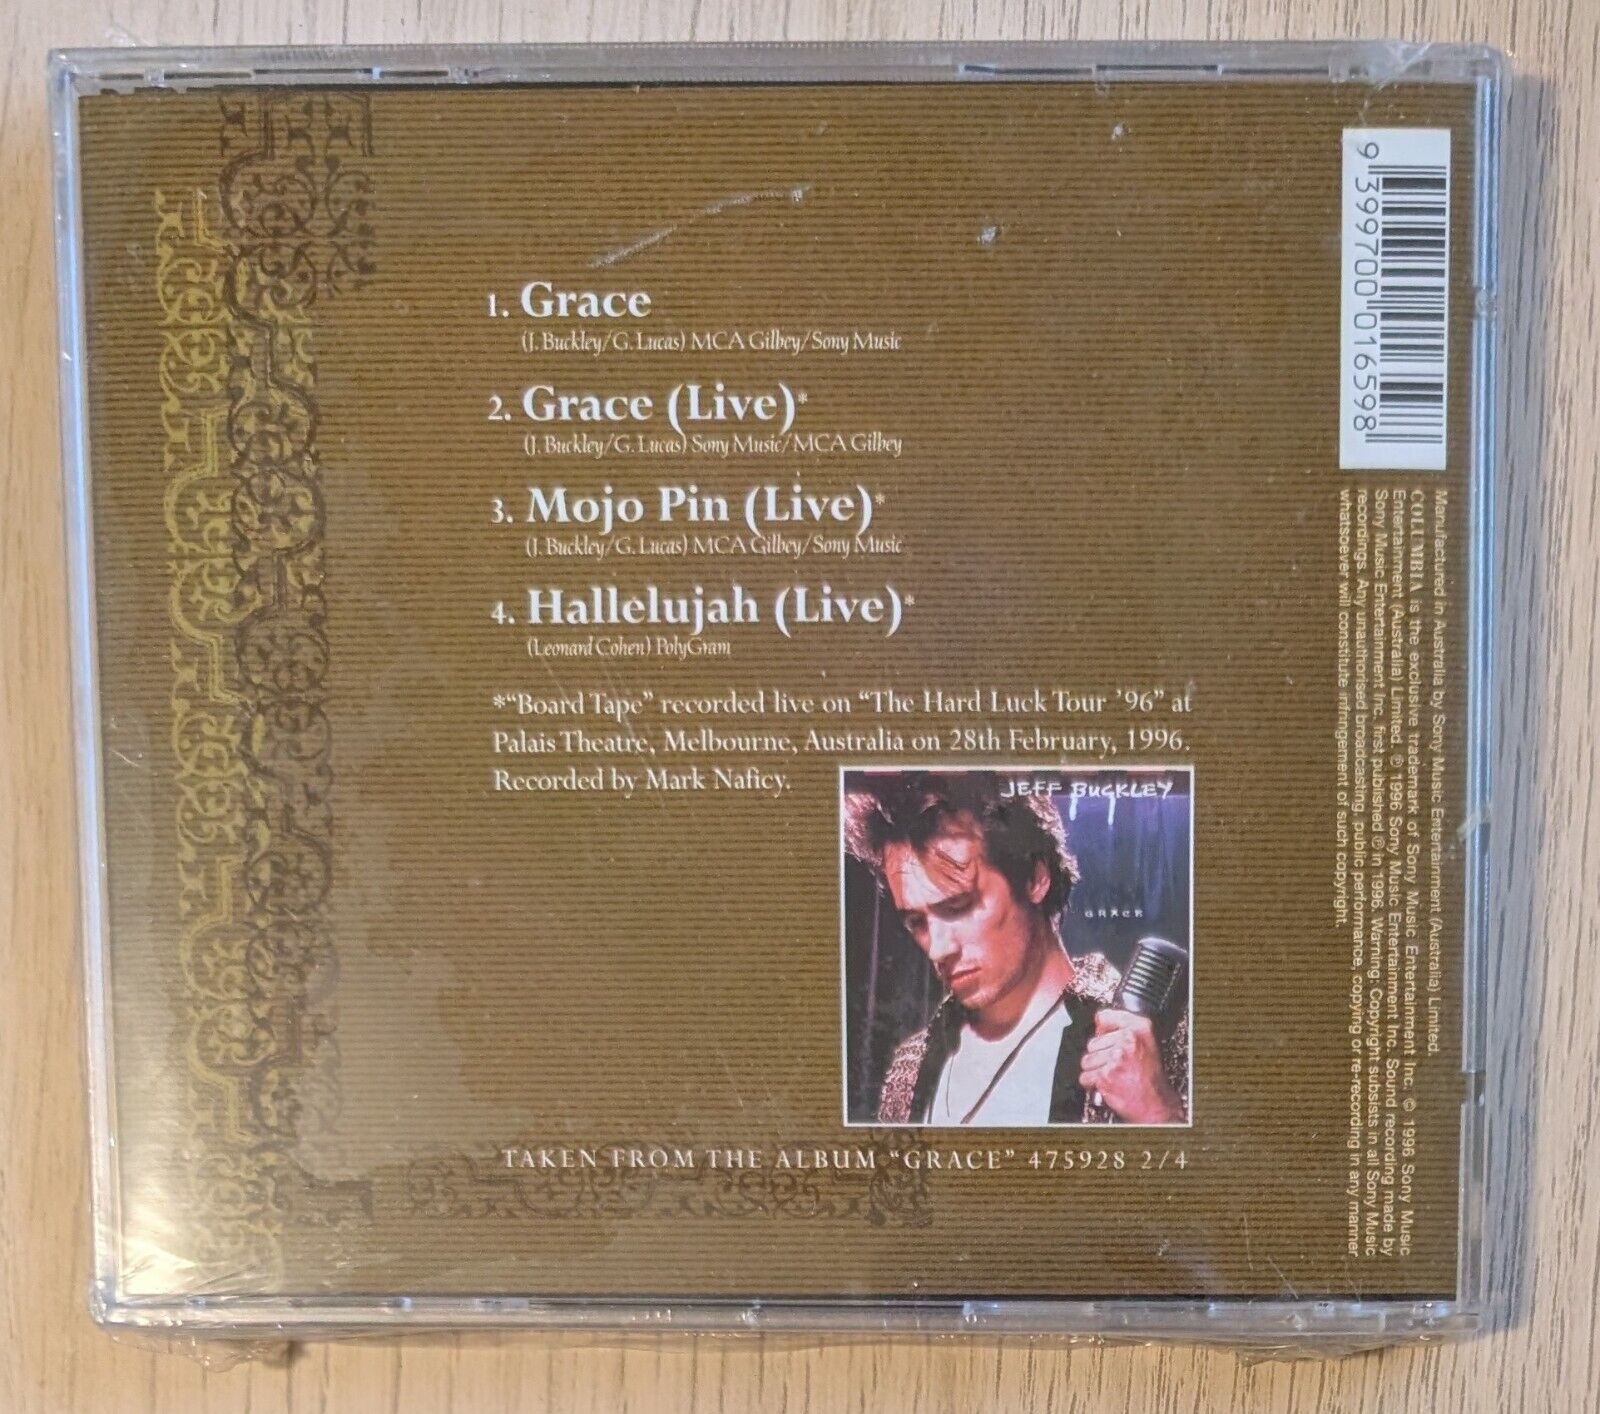 1. Grace
(J. Buckley/G. Lucas) MCA Gilbey/Sony Music
2. Grace (Live)*
(J. Buckley/G. Lucas) Sony Music/MCA Gilbey
3. Mojo Pin (Live)*
(J. Buckley/G. Lucas) MCA Gilbey/Sony Music
4. Hallelujah (Live)*
(Leonard Cohen) PolyGram
*“Board Tape” recorded live on “The Hard Luck Tour ’96” at
Palais Theatre, Melbourne, Australia on 28th February, 1996.
Recorded by Mark Naficy.
JEFF BUCKLEY
GRACE
TAKEN FROM THE ALBUM “GRACE” 475928 2/4
9 399700 016598
Manufactured in Australia by Sony Music Entertainment (Australia) Limited.
COLUMBIA is the exclusive trademark of Sony Music Entertainment Inc. © 1996 Sony Music
Entertainment (Australia) Limited. ℗ 1996 Sony Music Entertainment Inc. Sound recording made by
Sony Music Entertainment Inc. first published ℗ in 1996. Warning: Copyright subsists in all Sony Music
recordings. Any unauthorised broadcasting, public performance, copying or re-recording in any manner
whatsoever will constitute infringement of such copyright.